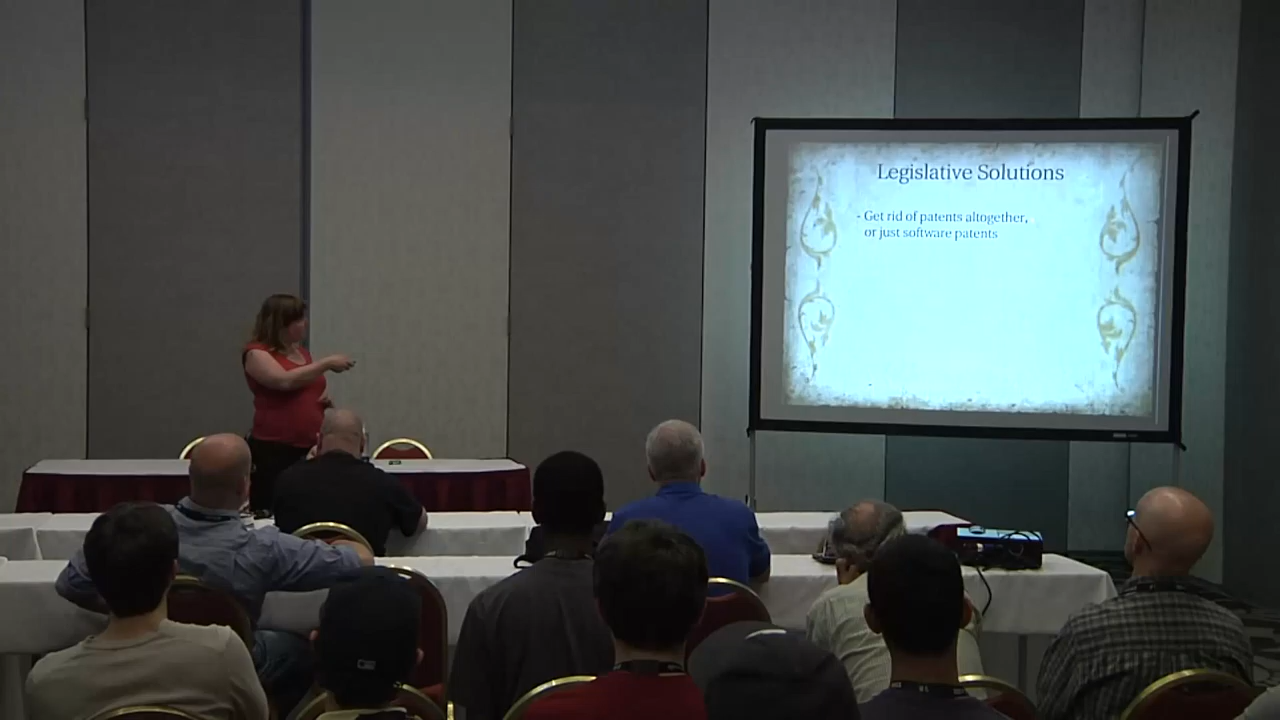 Legislative Solutions
- Get rid of patents altogether,
or just software patents